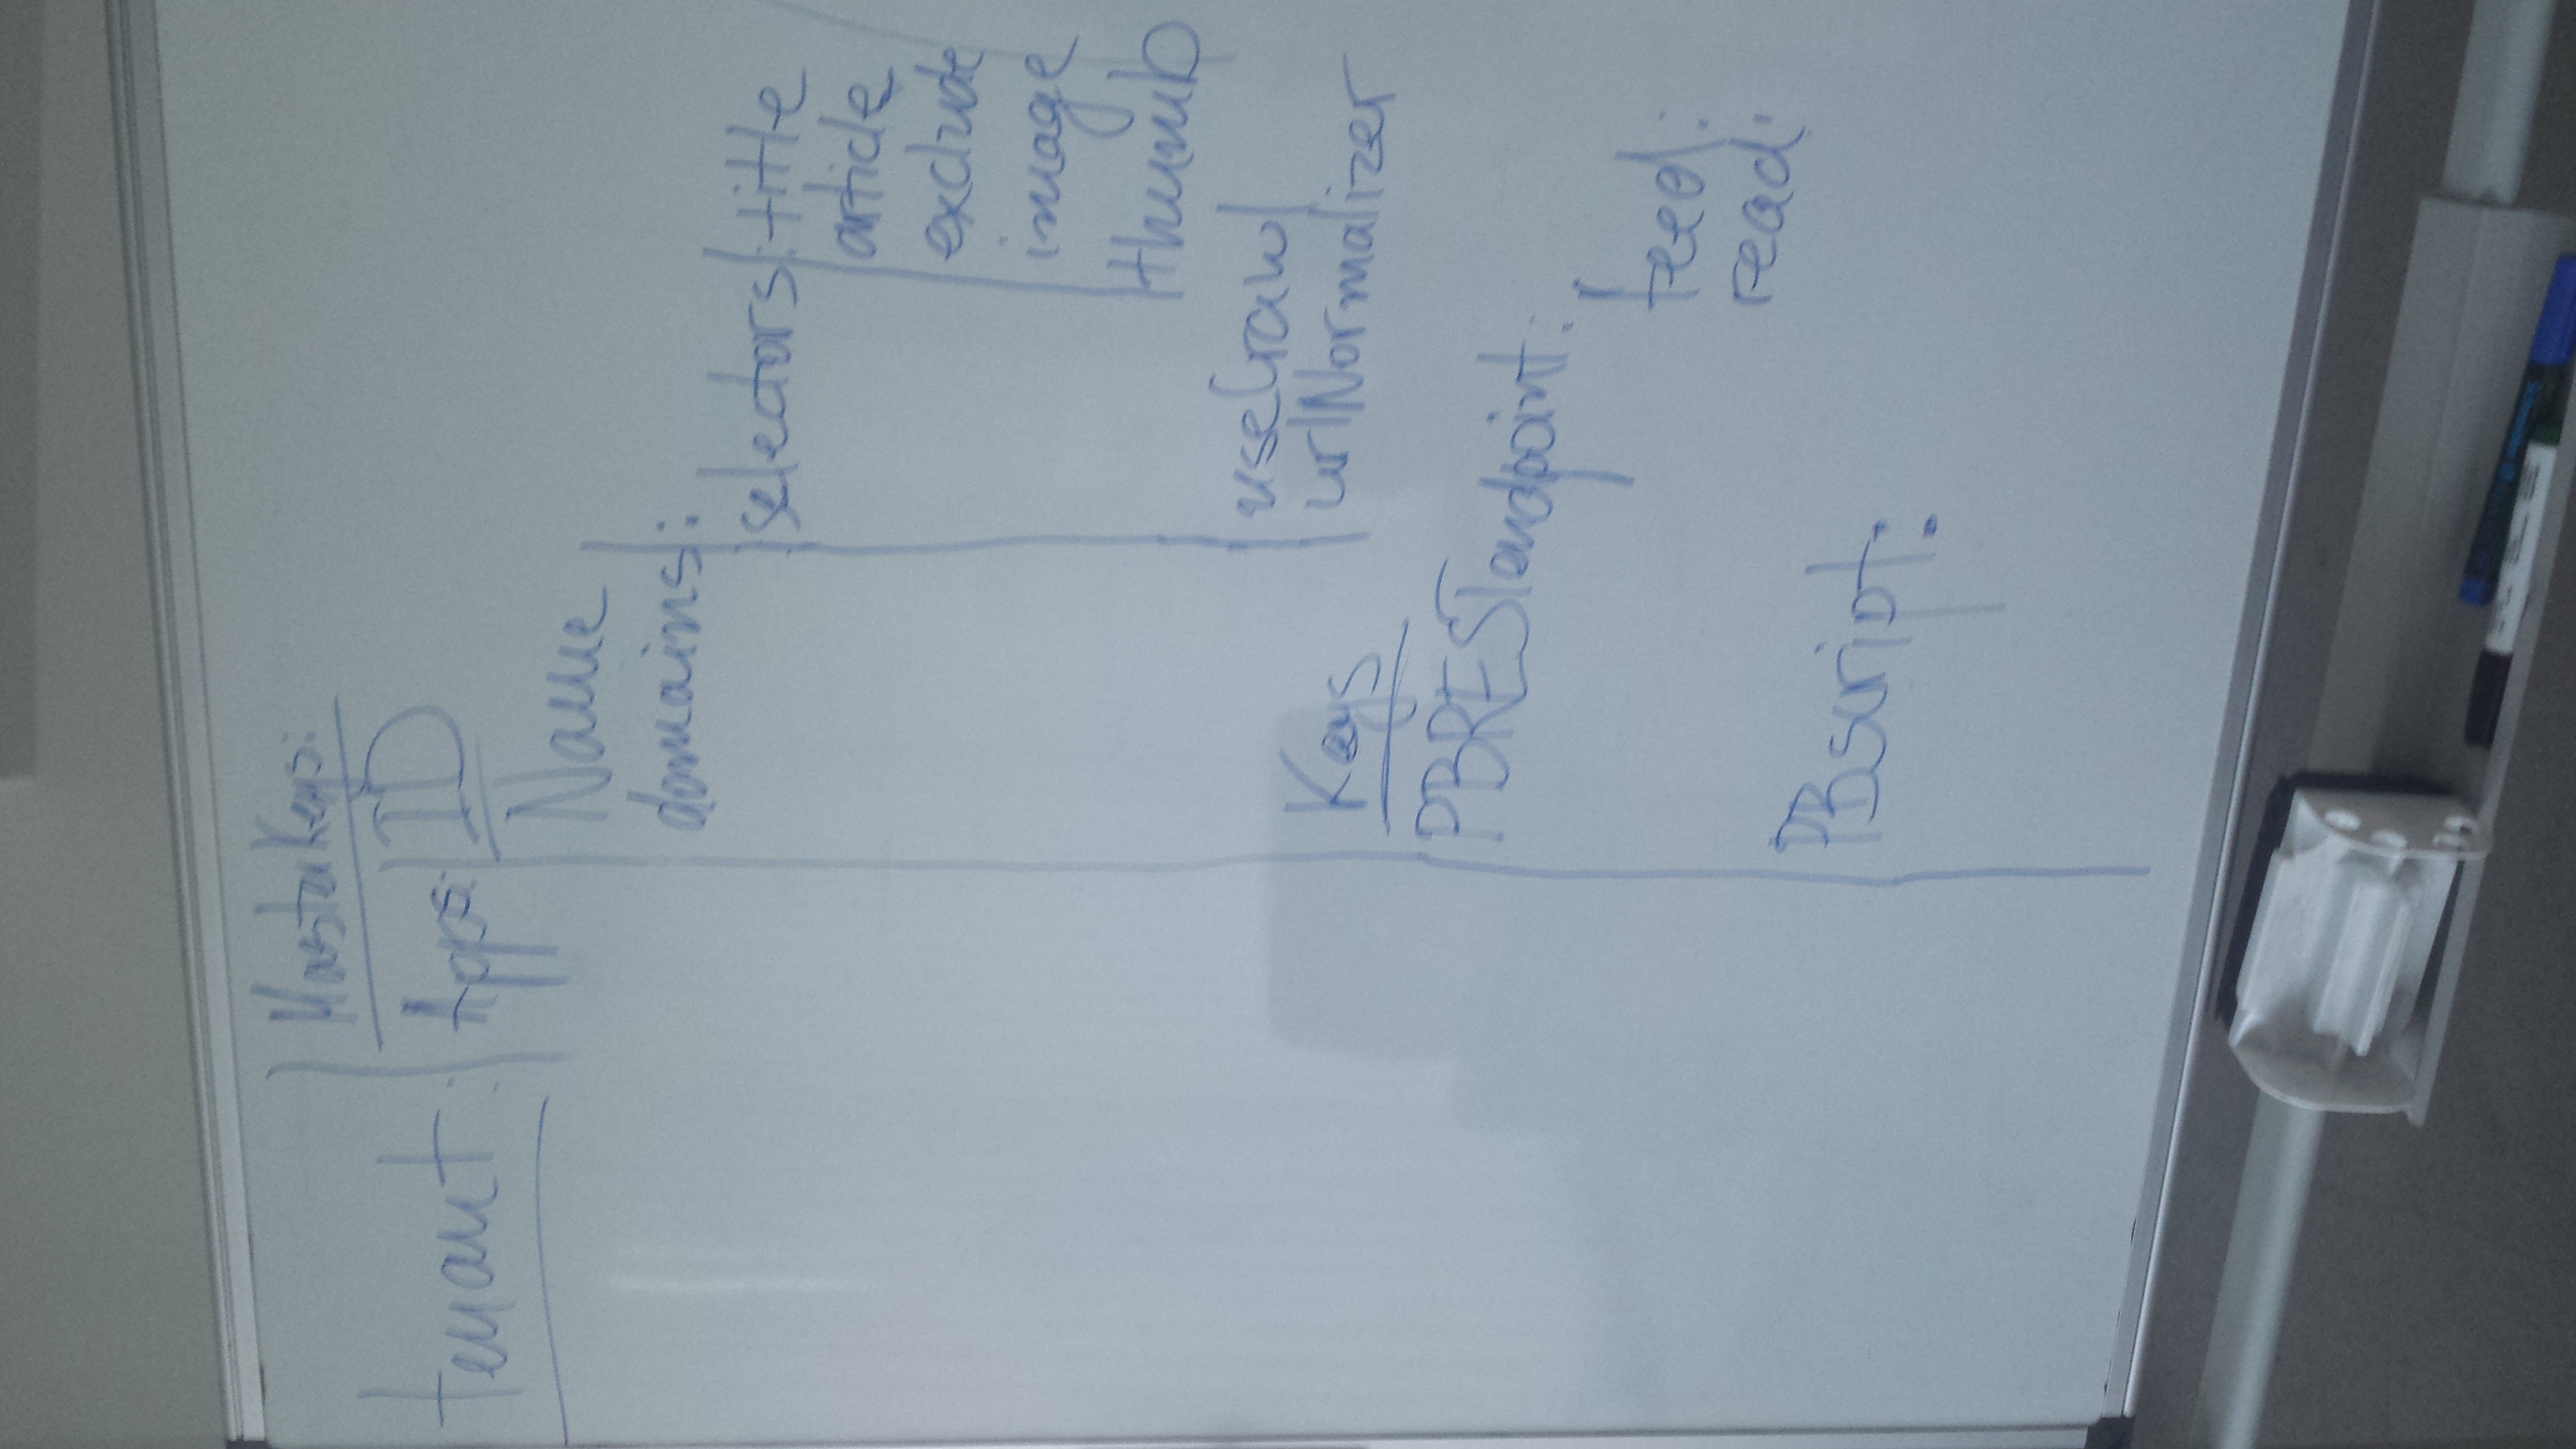 MasterKeys:
tenant: Apps: ID
Name
domains:
selectors: title
article
exclude
image
thumb
useCrawl
urlNormalizer
Keys
PBRESTendpoint:
feed:
read:
PBscript: